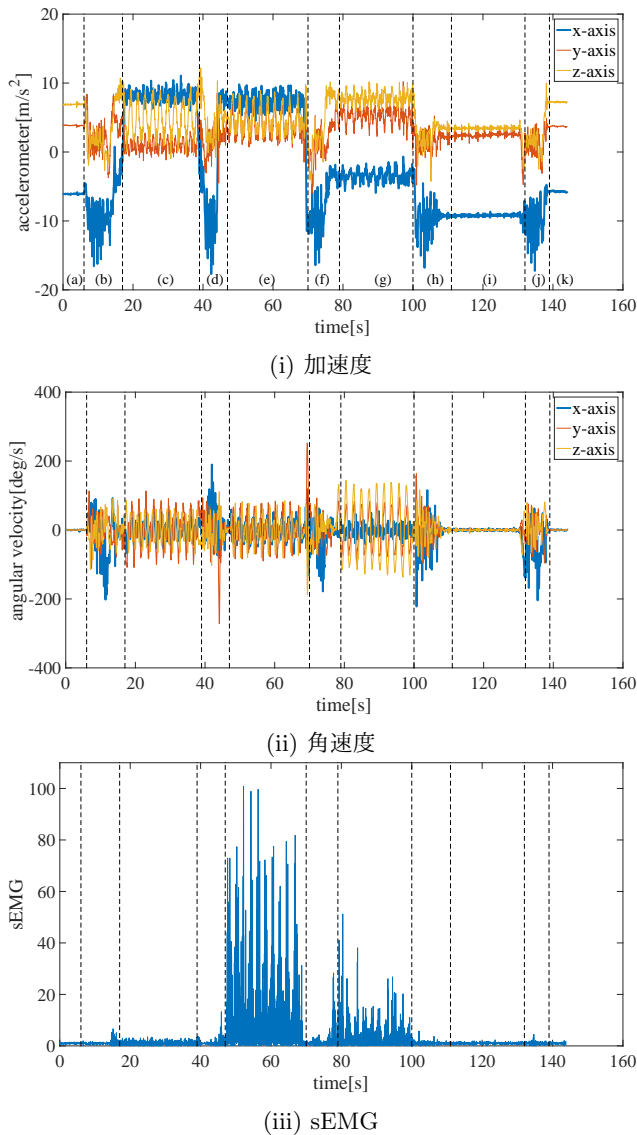 20
10
0
-10
-20
accelerometer[m/s²]
x-axis
y-axis
z-axis
(a) (b) (c) (d) (e) (f) (g) (h) (i) (j) (k)
0 20 40 60 80 100 120 140 160
time[s]
(i) 加速度
400
200
0
-200
-400
angular velocity[deg/s]
x-axis
y-axis
z-axis
0 20 40 60 80 100 120 140 160
time[s]
(ii) 角速度
100
80
60
40
20
0
sEMG
0 20 40 60 80 100 120 140 160
time[s]
(iii) sEMG